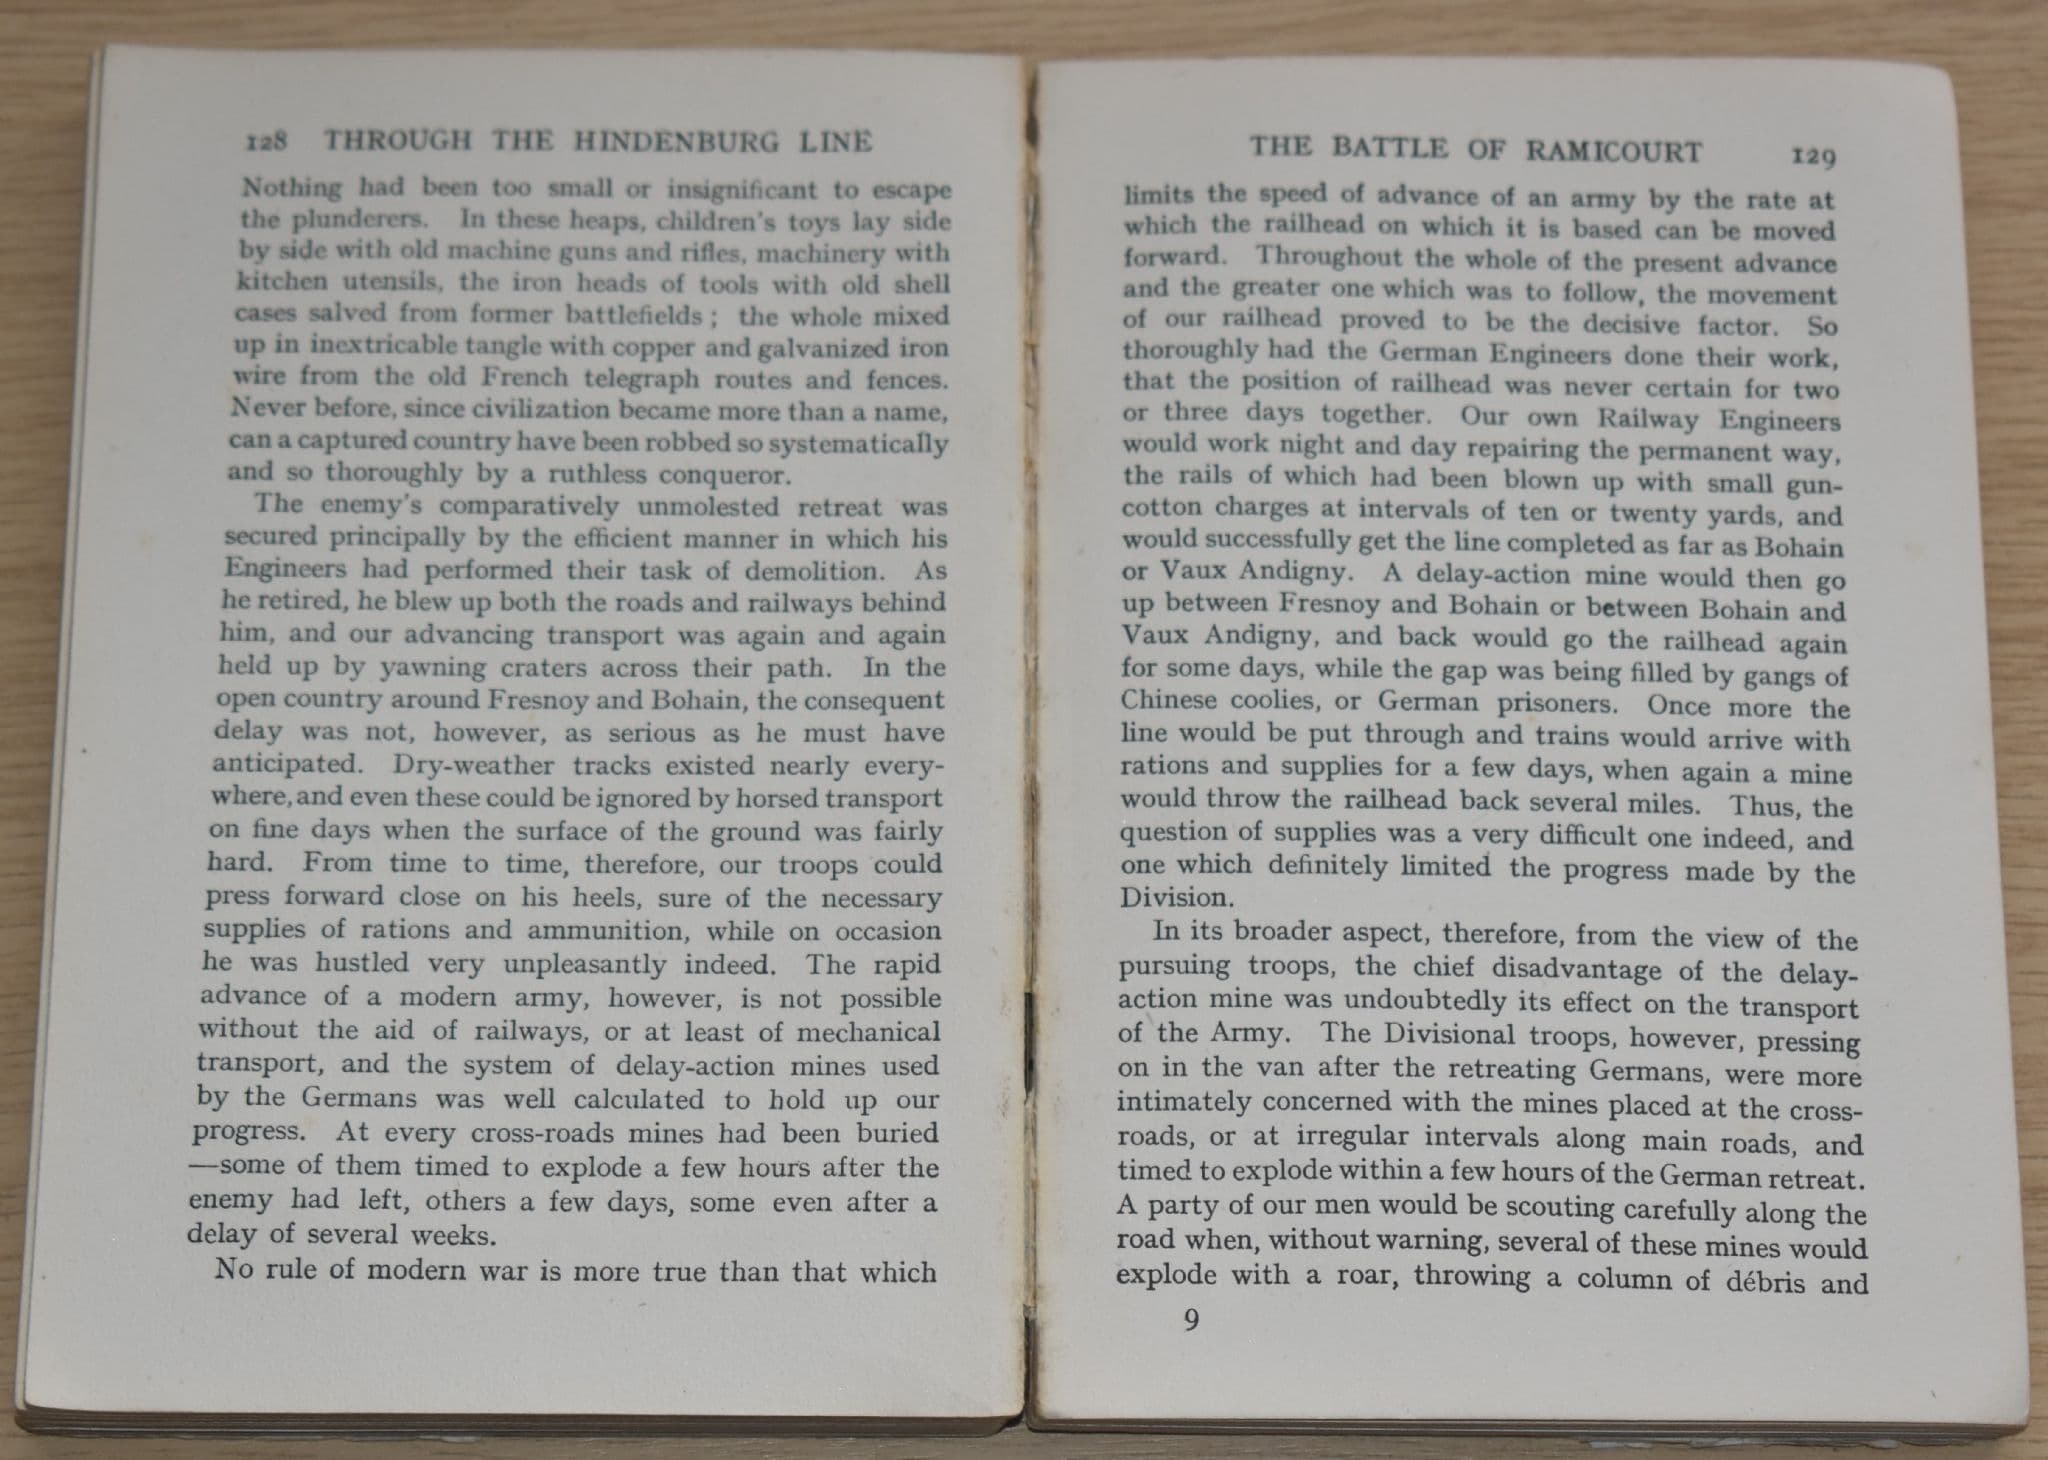 128 THROUGH THE HINDENBURG LINE
Nothing had been too small or insignificant to escape
the plunderers. In these heaps, children's toys lay side
by side with old machine guns and rifles, machinery with
kitchen utensils, the iron heads of tools with old shell
cases salved from former battlefields ; the whole mixed
up in inextricable tangle with copper and galvanized iron
wire from the old French telegraph routes and fences.
Never before, since civilization became more than a name,
can a captured country have been robbed so systematically
and so thoroughly by a ruthless conqueror.
The enemy's comparatively unmolested retreat was
secured principally by the efficient manner in which his
Engineers had performed their task of demolition. As
he retired, he blew up both the roads and railways behind
him, and our advancing transport was again and again
held up by yawning craters across their path. In the
open country around Fresnoy and Bohain, the consequent
delay was not, however, as serious as he must have
anticipated. Dry-weather tracks existed nearly every-
where, and even these could be ignored by horsed transport
on fine days when the surface of the ground was fairly
hard. From time to time, therefore, our troops could
press forward close on his heels, sure of the necessary
supplies of rations and ammunition, while on occasion
he was hustled very unpleasantly indeed. The rapid
advance of a modern army, however, is not possible
without the aid of railways, or at least of mechanical
transport, and the system of delay-action mines used
by the Germans was well calculated to hold up our
progress. At every cross-roads mines had been buried
—some of them timed to explode a few hours after the
enemy had left, others a few days, some even after a
delay of several weeks.
No rule of modern war is more true than that which
THE BATTLE OF RAMICOURT 129
limits the speed of advance of an army by the rate at
which the railhead on which it is based can be moved
forward. Throughout the whole of the present advance
and the greater one which was to follow, the movement
of our railhead proved to be the decisive factor. So
thoroughly had the German Engineers done their work,
that the position of railhead was never certain for two
or three days together. Our own Railway Engineers
would work night and day repairing the permanent way,
the rails of which had been blown up with small gun-
cotton charges at intervals of ten or twenty yards, and
would successfully get the line completed as far as Bohain
or Vaux Andigny. A delay-action mine would then go
up between Fresnoy and Bohain or between Bohain and
Vaux Andigny, and back would go the railhead again
for some days, while the gap was being filled by gangs of
Chinese coolies, or German prisoners. Once more the
line would be put through and trains would arrive with
rations and supplies for a few days, when again a mine
would throw the railhead back several miles. Thus, the
question of supplies was a very difficult one indeed, and
one which definitely limited the progress made by the
Division.
In its broader aspect, therefore, from the view of the
pursuing troops, the chief disadvantage of the delay-
action mine was undoubtedly its effect on the transport
of the Army. The Divisional troops, however, pressing
on in the van after the retreating Germans, were more
intimately concerned with the mines placed at the cross-
roads, or at irregular intervals along main roads, and
timed to explode within a few hours of the German retreat.
A party of our men would be scouting carefully along the
road when, without warning, several of these mines would
explode with a roar, throwing a column of débris and
9